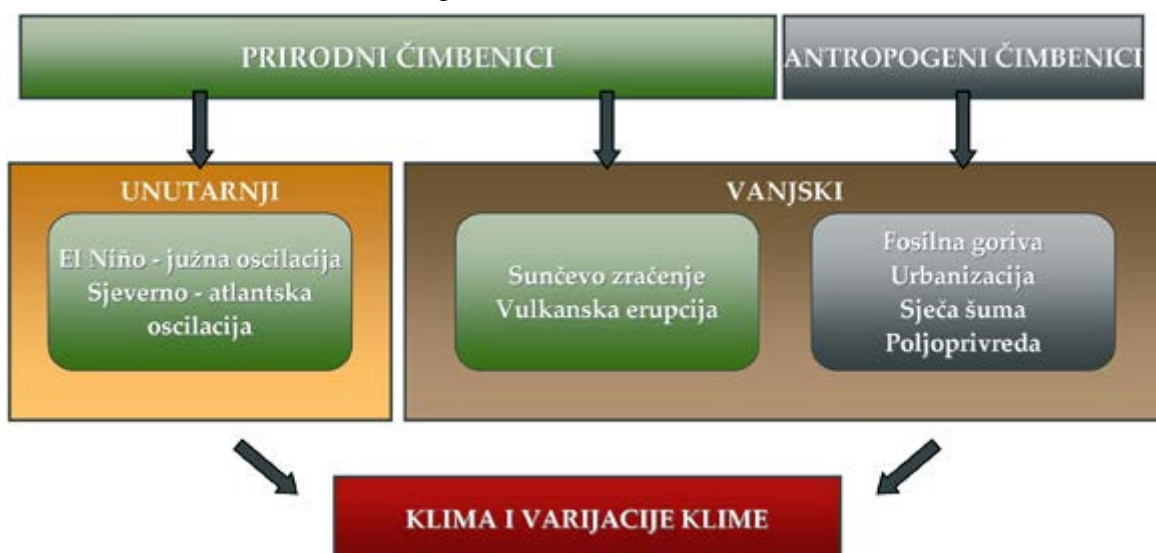 PRIRODNI ČIMBENICI
ANTROPOGENI ČIMBENICI
UNUTARNJI
El Niño - južna oscilacija
Sjeverno - atlantska
oscilacija
VANJSKI
Sunčevo zračenje
Vulkanska erupcija
Fosilna goriva
Urbanizacija
Sječa šuma
Poljoprivreda
KLIMA I VARIJACIJE KLIME